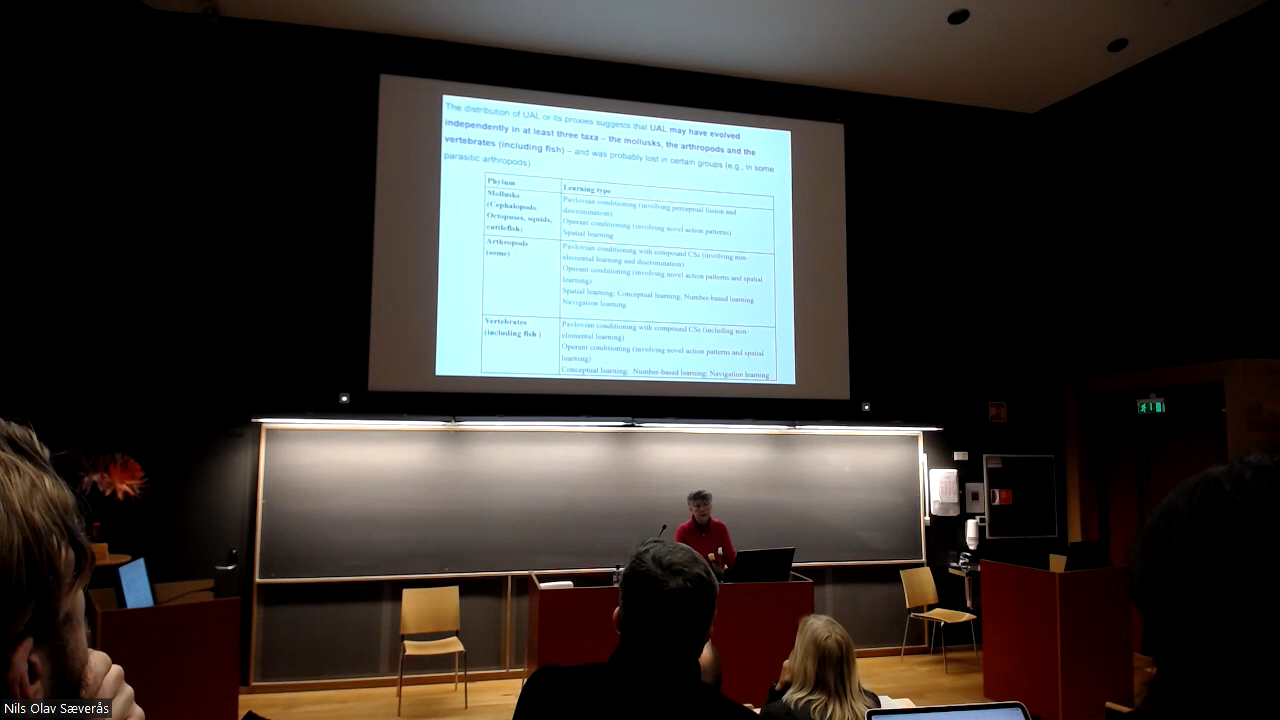 The distribution of UAL or its proxies suggests that UAL may have evolved
independently in at least three taxa – the mollusks, the arthropods and the
vertebrates (including fish) – and was probably lost in certain groups (e.g., in some
parasitic arthropods)
Phylum
Learning type
Mollusks
(Cephalopods:
Octopuses, squids,
cuttlefish)
Pavlovian conditioning (involving perceptual fusion and
discrimination);
Operant conditioning (involving novel action patterns)
Spatial learning
Arthropods
(some)
Pavlovian conditioning with compound CSs (involving non-
elemental learning and discrimination)
Operant conditioning (involving novel action patterns and spatial
learning)
Spatial learning; Conceptual learning; Number-based learning
Navigation learning
Vertebrates
(including fish )
Pavlovian conditioning with compound CSs (including non-
elemental learning)
Operant conditioning (involving novel action patterns and spatial
learning)
Conceptual learning; Number-based learning; Navigation learning
Nils Olav Sæverås